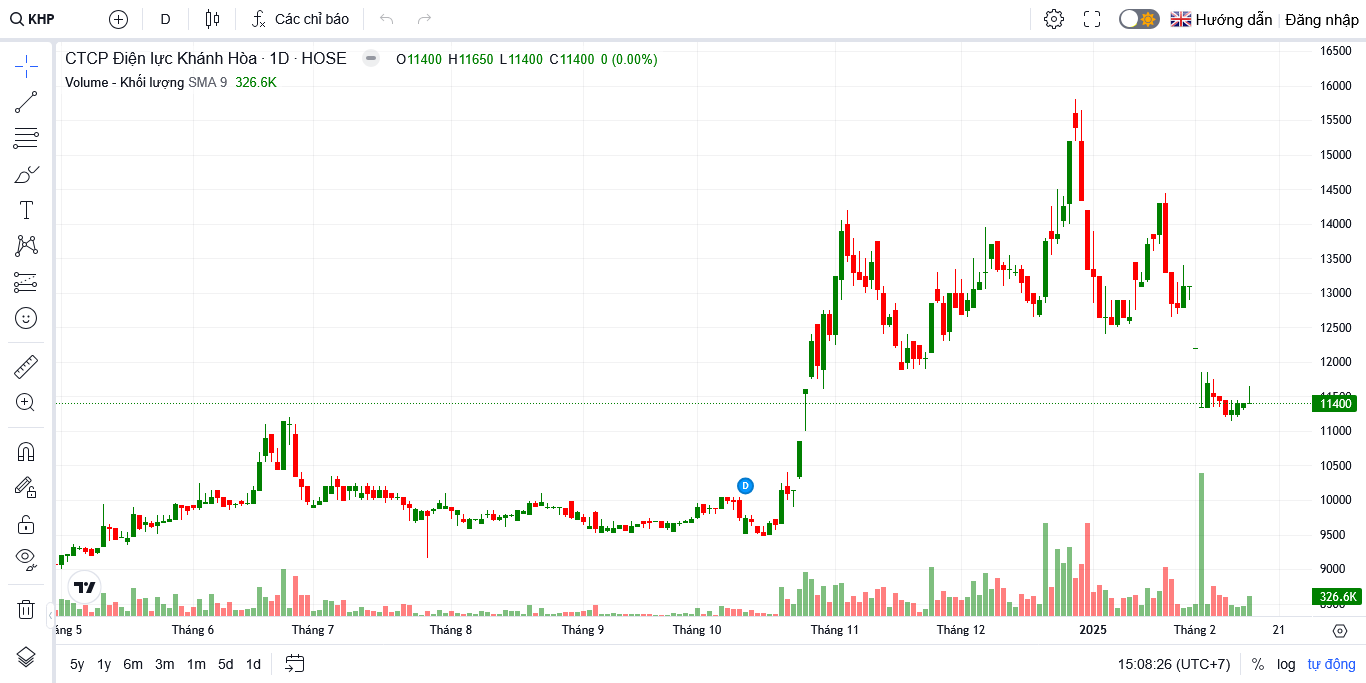 KHP D Các chỉ báo Hướng dẫn Đăng nhập
CTCP Điện lực Khánh Hòa · 1D · HOSE O11400 H11650 L11400 C11400 0 (0.00%)
Volume - Khối lượng SMA 9 326.6K
16500
16000
15500
15000
14500
14000
13500
13000
12500
12000
11400
11000
10500
10000
9500
9000
326.6K
D
áng 5 Tháng 6 Tháng 7 Tháng 8 Tháng 9 Tháng 10 Tháng 11 Tháng 12 2025 Tháng 2 21
5y 1y 6m 3m 1m 5d 1d 15:08:26 (UTC+7) % log tự động